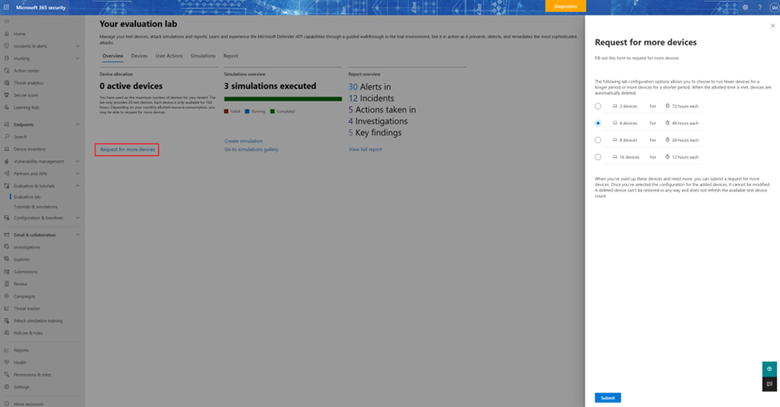 Microsoft 365 security
Diagnostics
Home
Incidents & alerts
Hunting
Action center
Threat analytics
Secure score
Learning hub
Endpoints
Search
Device inventory
Vulnerability management
Partners and APIs
Evaluation & tutorials
Evaluation lab
Tutorials & simulations
Configuration & baselines
Email & collaboration
Investigations
Explorer
Submissions
Review
Campaigns
Threat tracker
Attack simulation training
Policies & rules
Reports
Health
Permissions & roles
Settings
More resources
Your evaluation lab
Manage your test devices, attack simulations and reports. Learn and experience the Microsoft Defender ATP capabilities through a guided walkthrough in the trial environment. See it in action as it prevents, detects, and remediates the most sophisticated
attacks.
Overview Devices User Actions Simulations Report
Device allocation
0 active devices
You have used up the maximum number of devices for your tenant. The
Depending on your monthly allotted resource consumption, you
may be able to request for more devices.
Request for more devices
Simulations overview
3 simulations executed
Failed Running Completed
Create simulation
Go to simulations gallery
Report overview
30 Alerts in
12 Incidents
5 Actions taken in
4 Investigations
5 Key findings
View full report
Request for more devices
Fill out this form to request for more devices
The following lab configuration options allows you to choose to run fewer devices for a
longer period or more devices for a shorter period. When the allotted time is met, devices are
automatically deleted.
2 devices For 72 hours each
4 devices For 48 hours each
8 devices For 24 hours each
16 devices For 12 hours each
When you've used up these devices and need more, you can submit a request for more
devices. Once you've selected the configuration for the added devices, it cannot be modified.
A deleted device can't be restored in any way and does not refresh the available test device
count
Submit